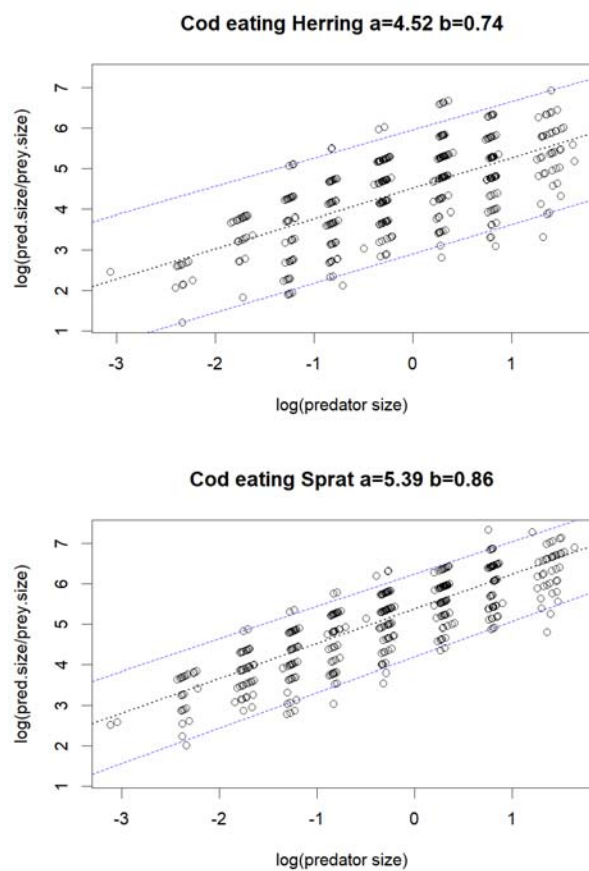 Cod eating Herring a=4.52 b=0.74
log(pred.size/prey.size)
7
6
5
4
3
2
1
-3 -2 -1 0 1
log(predator size)
Cod eating Sprat a=5.39 b=0.86
log(pred.size/prey.size)
7
6
5
4
3
2
1
-3 -2 -1 0 1
log(predator size)